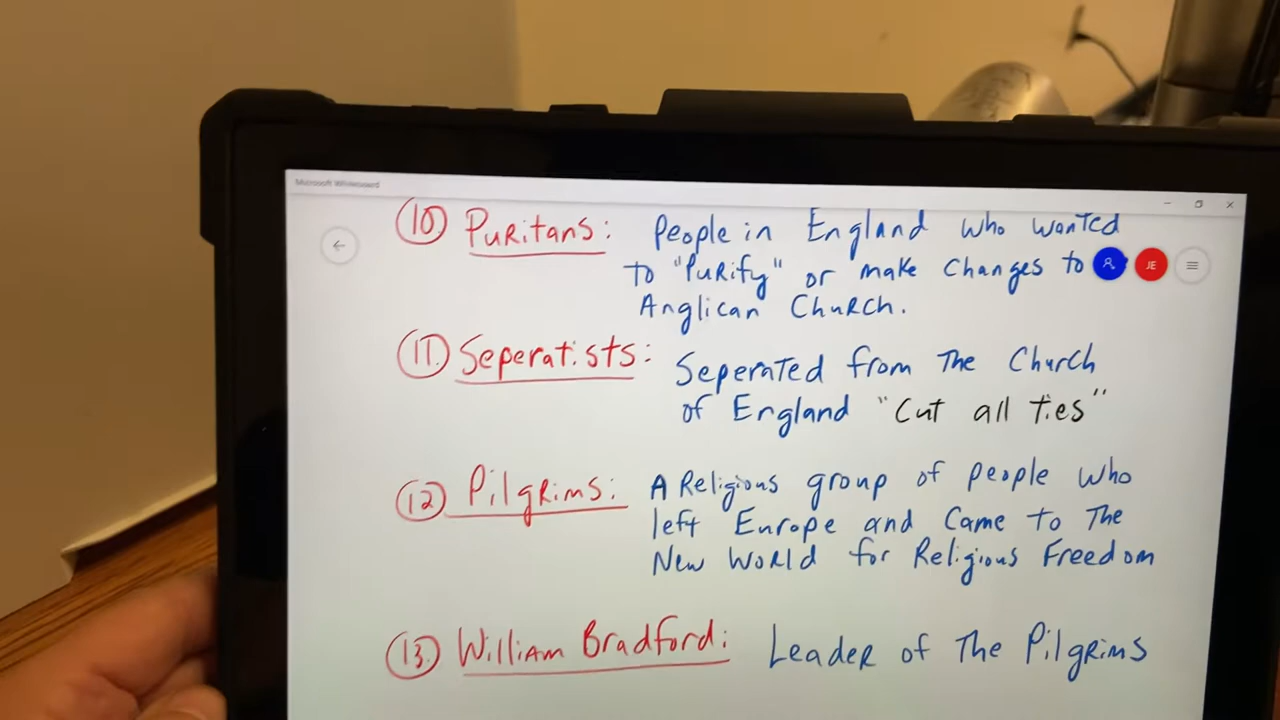 Microsoft Whiteboard
(10) Puritans: People in England who wanted
to "Purify" or make changes to
JE
Anglican Church.
(11.) Seperatists: Seperated from the Church
of England "Cut all ties"
(12) Pilgrims: A Religious group of people who
left Europe and Came to The
New World for Religious Freedom
(13.) William Bradford: Leader of The Pilgrims